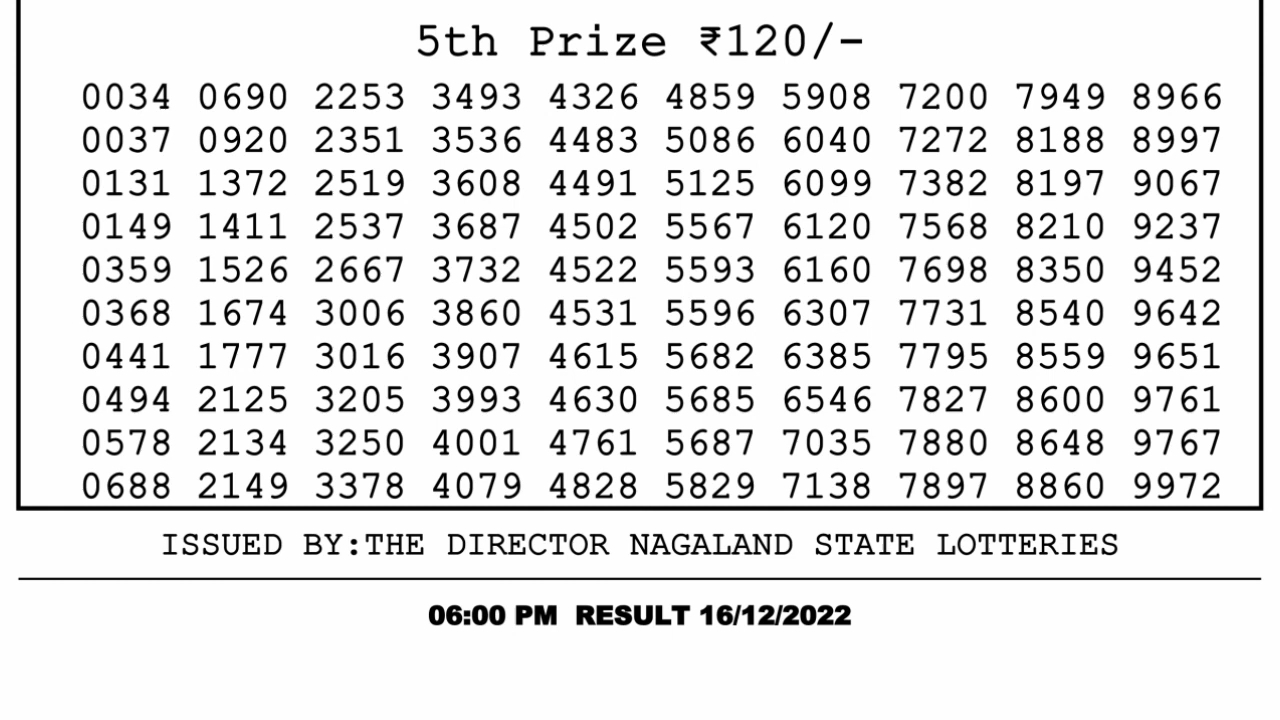 5th Prize ₹120/-
0034 0690 2253 3493 4326 4859 5908 7200 7949 8966
0037 0920 2351 3536 4483 5086 6040 7272 8188 8997
0131 1372 2519 3608 4491 5125 6099 7382 8197 9067
0149 1411 2537 3687 4502 5567 6120 7568 8210 9237
0359 1526 2667 3732 4522 5593 6160 7698 8350 9452
0368 1674 3006 3860 4531 5596 6307 7731 8540 9642
0441 1777 3016 3907 4615 5682 6385 7795 8559 9651
0494 2125 3205 3993 4630 5685 6546 7827 8600 9761
0578 2134 3250 4001 4761 5687 7035 7880 8648 9767
0688 2149 3378 4079 4828 5829 7138 7897 8860 9972
ISSUED BY:THE DIRECTOR NAGALAND STATE LOTTERIES
06:00 PM RESULT 16/12/2022